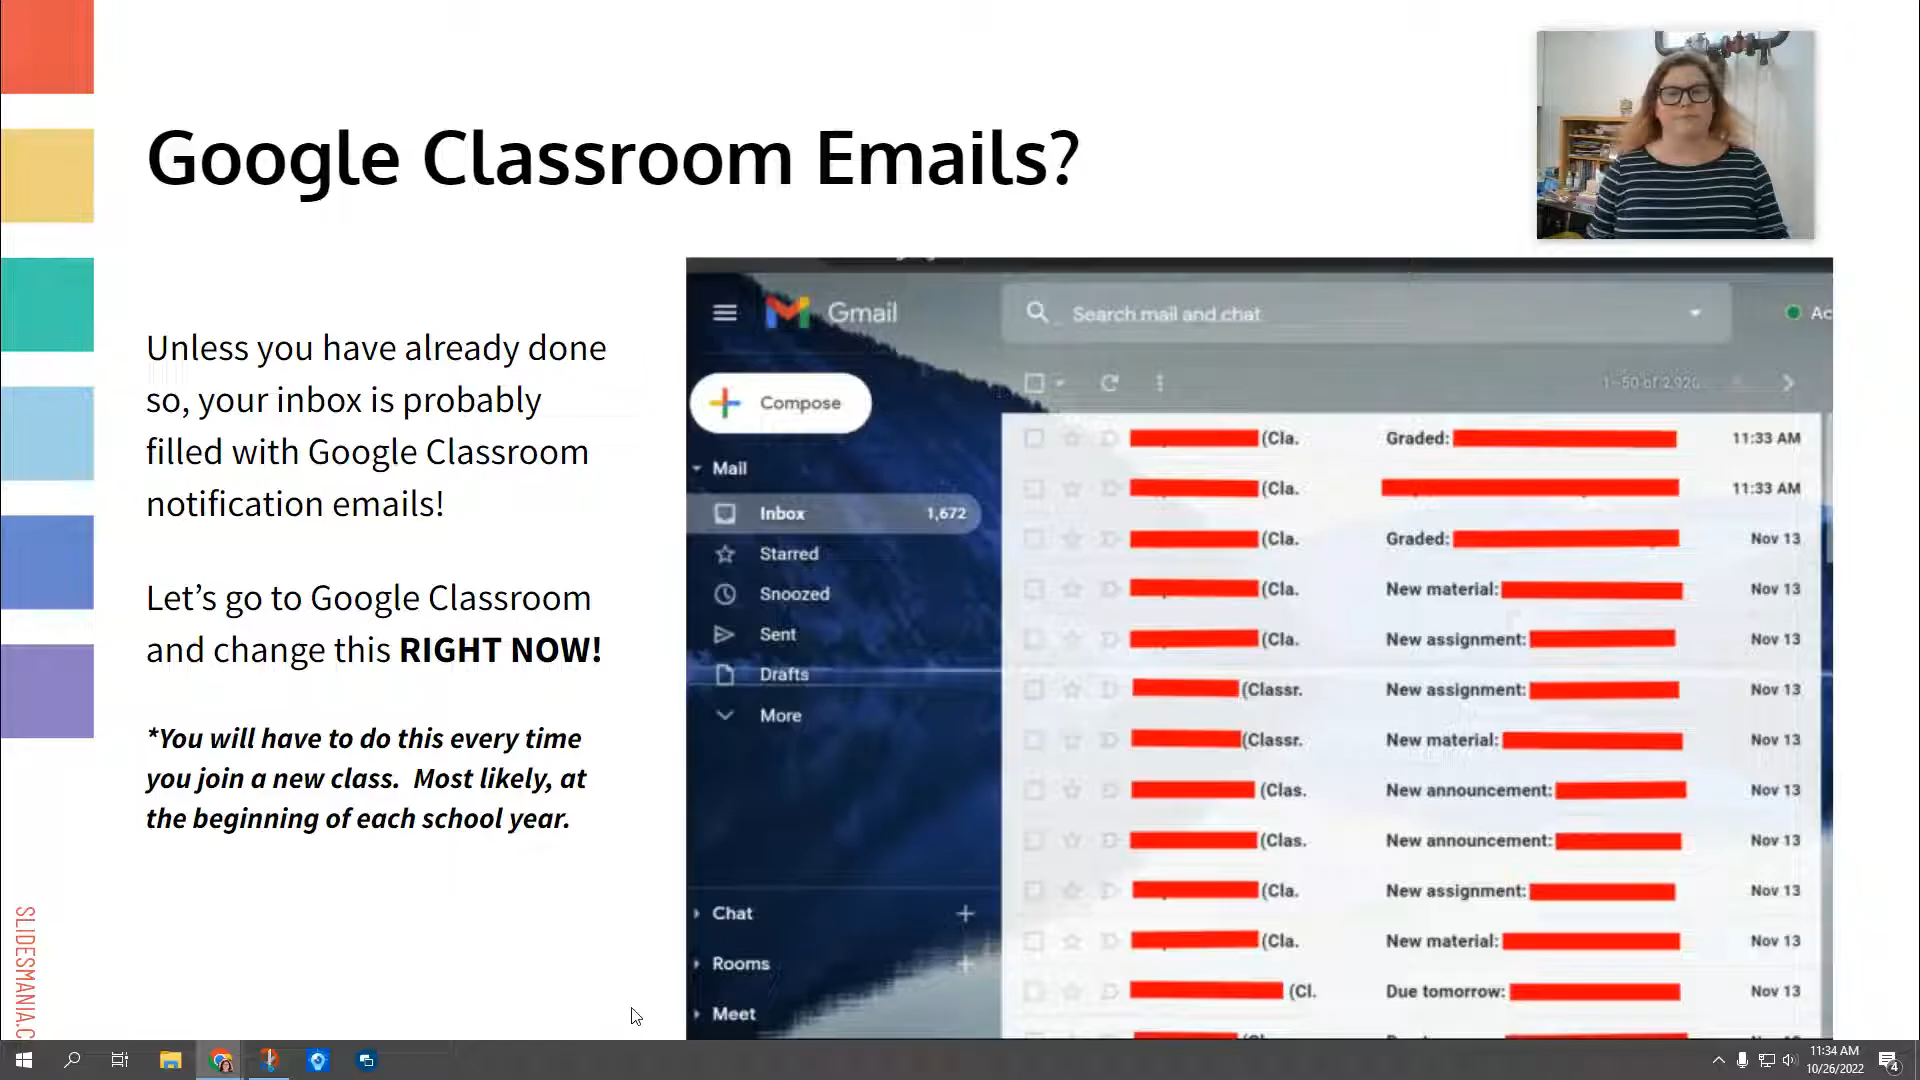 Google Classroom Emails?
Unless you have already done
so, your inbox is probably
filled with Google Classroom
notification emails!
Let’s go to Google Classroom
and change this RIGHT NOW!
*You will have to do this every time
you join a new class.  Most likely, at
the beginning of each school year.
SLIDESMANIA.C
Gmail
Search mail and chat
Ac
1–50 of 2,920
Compose
Mail
Inbox 1,672
Starred
Snoozed
Sent
Drafts
More
Chat
Rooms
Meet
(Cla. Graded: 11:33 AM
(Cla. 11:33 AM
(Cla. Graded: Nov 13
(Cla. New material: Nov 13
(Cla. New assignment: Nov 13
(Classr. New assignment: Nov 13
(Classr. New material: Nov 13
(Clas. New announcement: Nov 13
(Clas. New announcement: Nov 13
(Cla. New assignment: Nov 13
(Cla. New material: Nov 13
(Cl. Due tomorrow: Nov 13
11:34 AM
10/26/2022
4